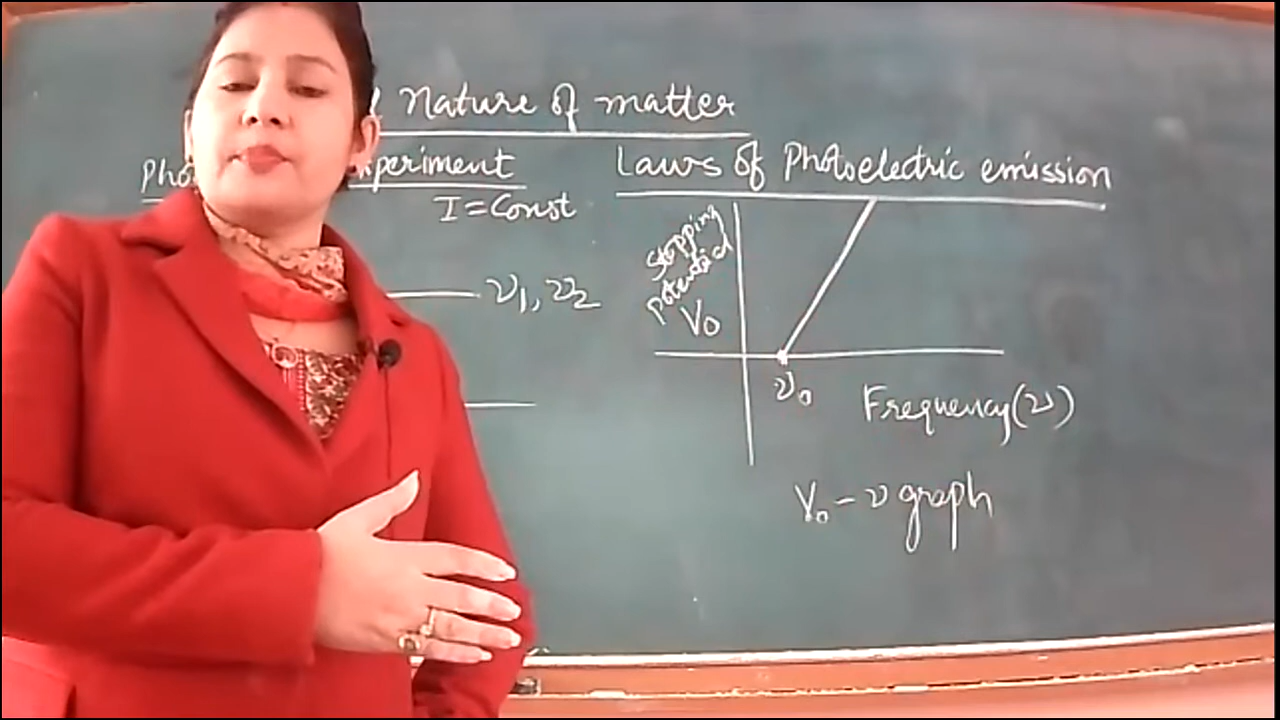 Nature of matter
Laws of Photoelectric emission
I = Const
ν1, ν2
Stopping
potential
V0
ν0
Frequency(ν)
V0 - ν graph